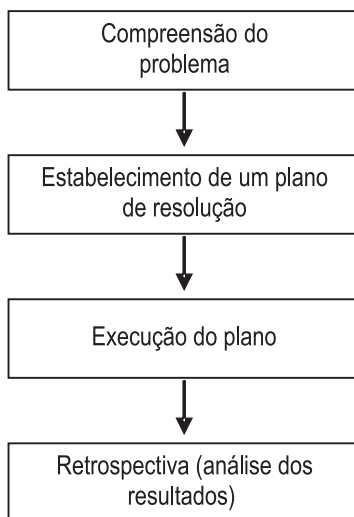 Compreensão do
problema
Estabelecimento de um plano
de resolução
Execução do plano
Retrospectiva (análise dos
resultados)